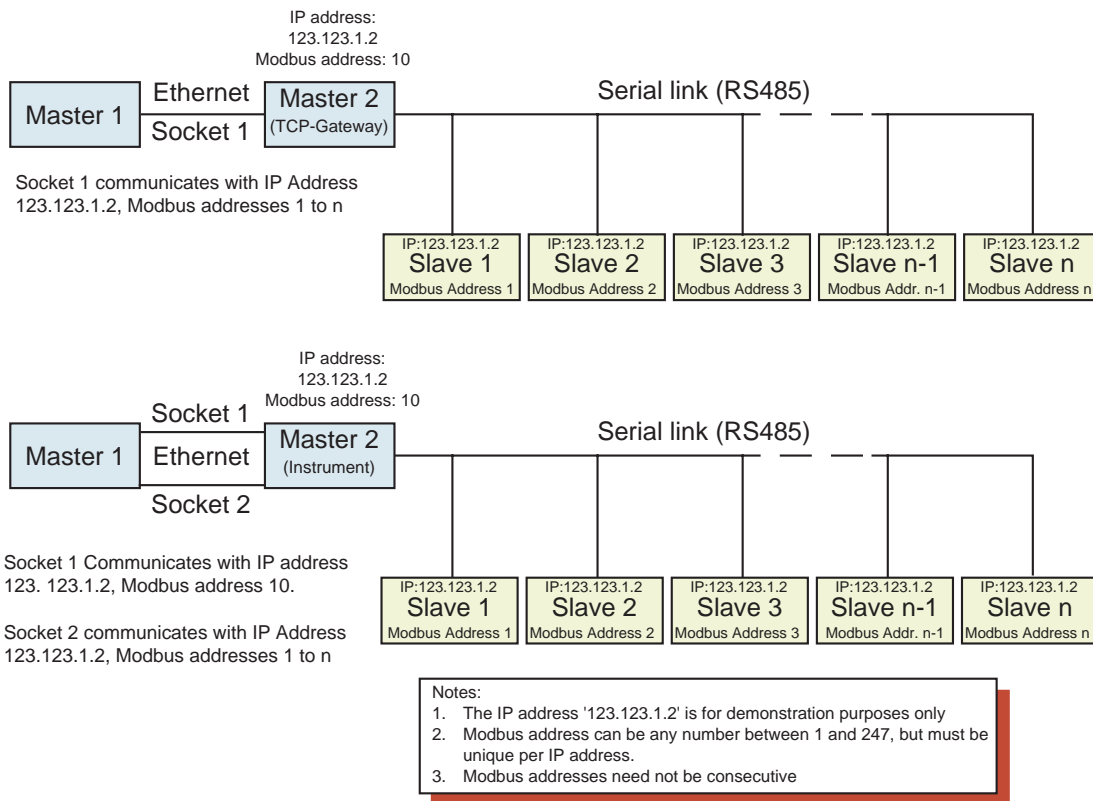 IP address:
123.123.1.2
Modbus address: 10
Master 1
Ethernet
Socket 1
Master 2
(TCP-Gateway)
Serial link (RS485)
Socket 1 communicates with IP Address
123.123.1.2, Modbus addresses 1 to n
IP:123.123.1.2
Slave 1
Modbus Address 1
IP:123.123.1.2
Slave 2
Modbus Address 2
IP:123.123.1.2
Slave 3
Modbus Address 3
IP:123.123.1.2
Slave n-1
Modbus Addr. n-1
IP:123.123.1.2
Slave n
Modbus Address n
IP address:
123.123.1.2
Modbus address: 10
Master 1
Socket 1
Ethernet
Socket 2
Master 2
(Instrument)
Serial link (RS485)
Socket 1 Communicates with IP address
123. 123.1.2, Modbus address 10.
Socket 2 communicates with IP Address
123.123.1.2, Modbus addresses 1 to n
IP:123.123.1.2
Slave 1
Modbus Address 1
IP:123.123.1.2
Slave 2
Modbus Address 2
IP:123.123.1.2
Slave 3
Modbus Address 3
IP:123.123.1.2
Slave n-1
Modbus Addr. n-1
IP:123.123.1.2
Slave n
Modbus Address n
Notes:
1. The IP address '123.123.1.2' is for demonstration purposes only
2. Modbus address can be any number between 1 and 247, but must be
unique per IP address.
3. Modbus addresses need not be consecutive